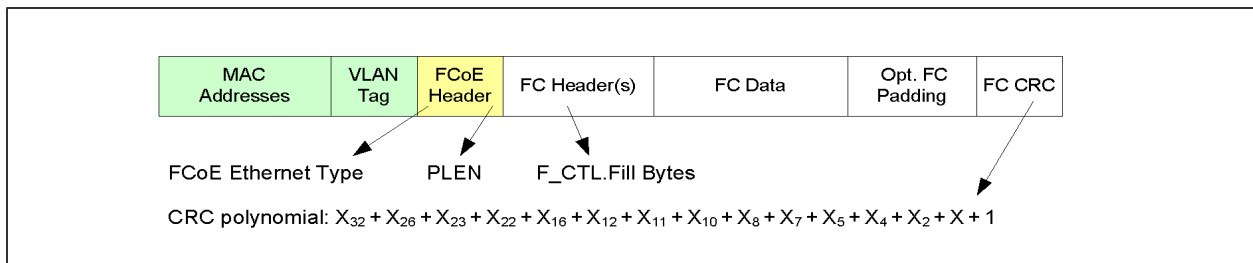 MAC Addresses
VLAN Tag
FCoE Header
FC Header(s)
FC Data
Opt. FC Padding
FC CRC
FCoE Ethernet Type
PLEN
F_CTL.Fill Bytes
CRC polynomial: X₃₂ + X₂₆ + X₂₃ + X₂₂ + X₁₆ + X₁₂ + X₁₁ + X₁₀ + X₈ + X₇ + X₅ + X₄ + X₂ + X + 1